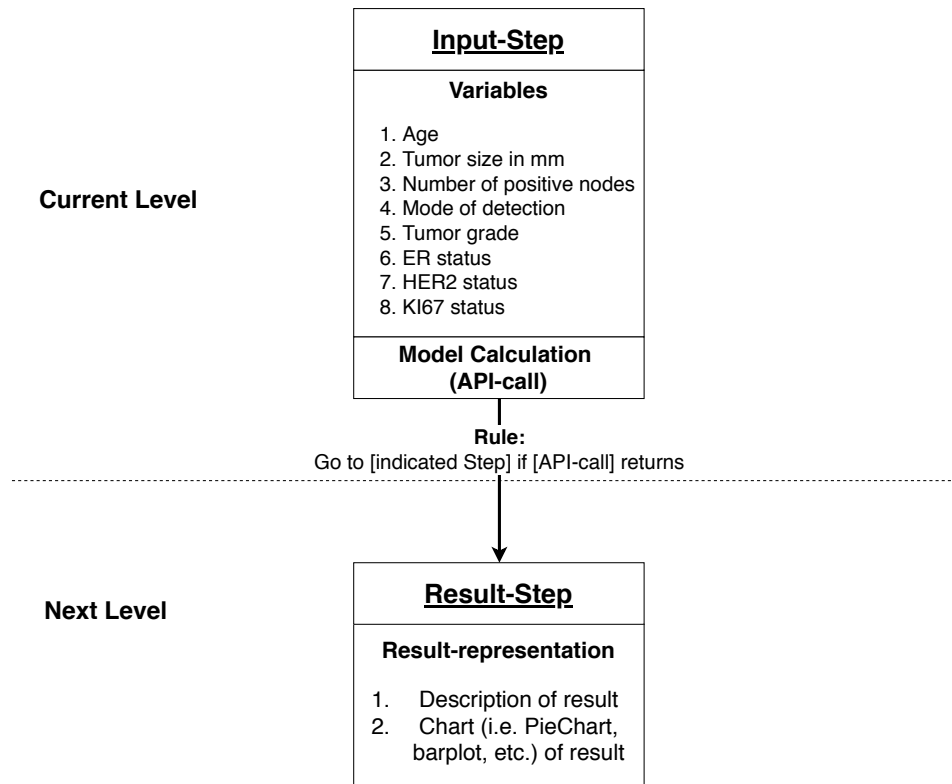 Input-Step
Variables
1. Age
2. Tumor size in mm
3. Number of positive nodes
4. Mode of detection
5. Tumor grade
6. ER status
7. HER2 status
8. KI67 status
Current Level
Model Calculation
(API-call)
Rule:
Go to [indicated Step] if [API-call] returns
Next Level
Result-Step
Result-representation
1. Description of result
2. Chart (i.e. PieChart,
barplot, etc.) of result